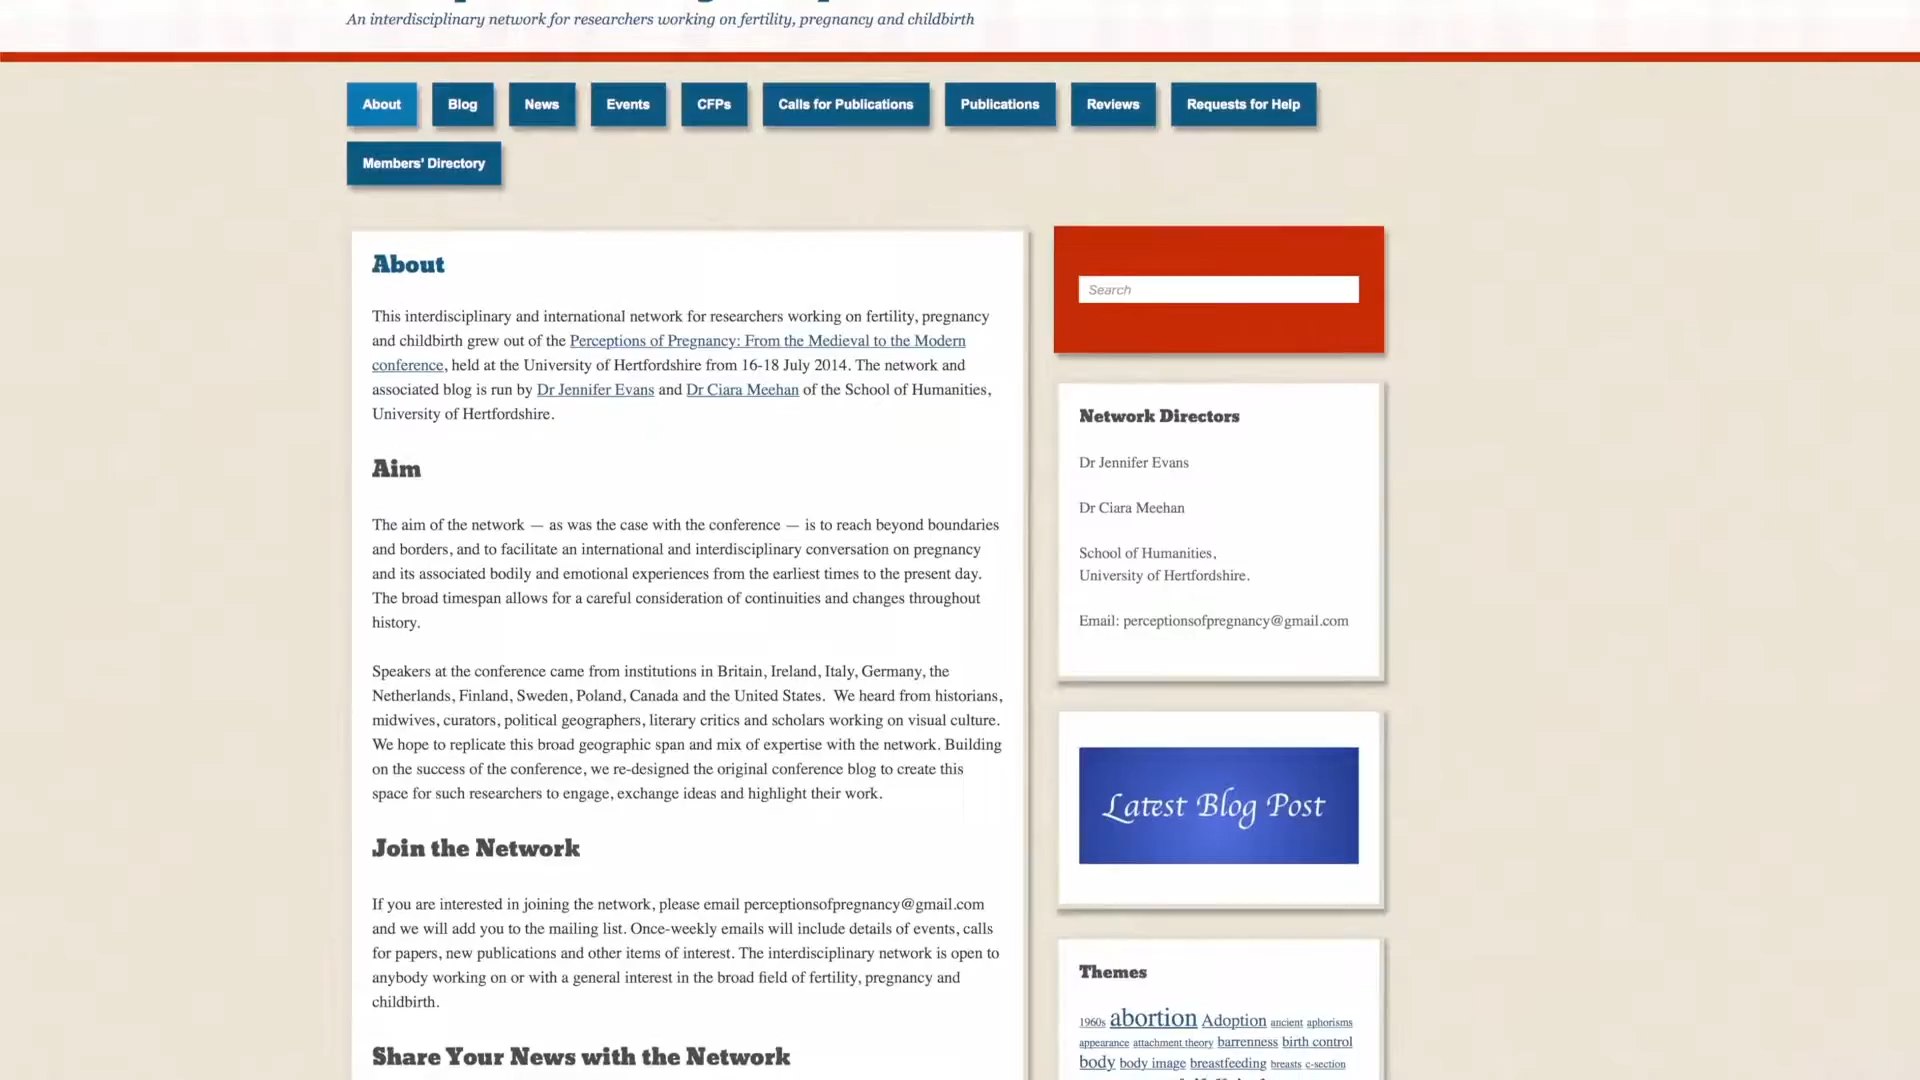 An interdisciplinary network for researchers working on fertility, pregnancy and childbirth
About
Blog
News
Events
CFPs
Calls for Publications
Publications
Reviews
Requests for Help
Members' Directory
About
This interdisciplinary and international network for researchers working on fertility, pregnancy
and childbirth grew out of the Perceptions of Pregnancy: From the Medieval to the Modern
conference, held at the University of Hertfordshire from 16-18 July 2014. The network and
associated blog is run by Dr Jennifer Evans and Dr Ciara Meehan of the School of Humanities,
University of Hertfordshire.
Aim
The aim of the network — as was the case with the conference — is to reach beyond boundaries
and borders, and to facilitate an international and interdisciplinary conversation on pregnancy
and its associated bodily and emotional experiences from the earliest times to the present day.
The broad timespan allows for a careful consideration of continuities and changes throughout
history.
Speakers at the conference came from institutions in Britain, Ireland, Italy, Germany, the
Netherlands, Finland, Sweden, Poland, Canada and the United States. We heard from historians,
midwives, curators, political geographers, literary critics and scholars working on visual culture.
We hope to replicate this broad geographic span and mix of expertise with the network. Building
on the success of the conference, we re-designed the original conference blog to create this
space for such researchers to engage, exchange ideas and highlight their work.
Join the Network
If you are interested in joining the network, please email perceptionsofpregnancy@gmail.com
and we will add you to the mailing list. Once-weekly emails will include details of events, calls
for papers, new publications and other items of interest. The interdisciplinary network is open to
anybody working on or with a general interest in the broad field of fertility, pregnancy and
childbirth.
Share Your News with the Network
Search
Network Directors
Dr Jennifer Evans
Dr Ciara Meehan
School of Humanities,
University of Hertfordshire.
Email: perceptionsofpregnancy@gmail.com
Latest Blog Post
Themes
1960s abortion Adoption ancient aphorisms
appearance attachment theory barrenness birth control
body body image breastfeeding breasts c-section